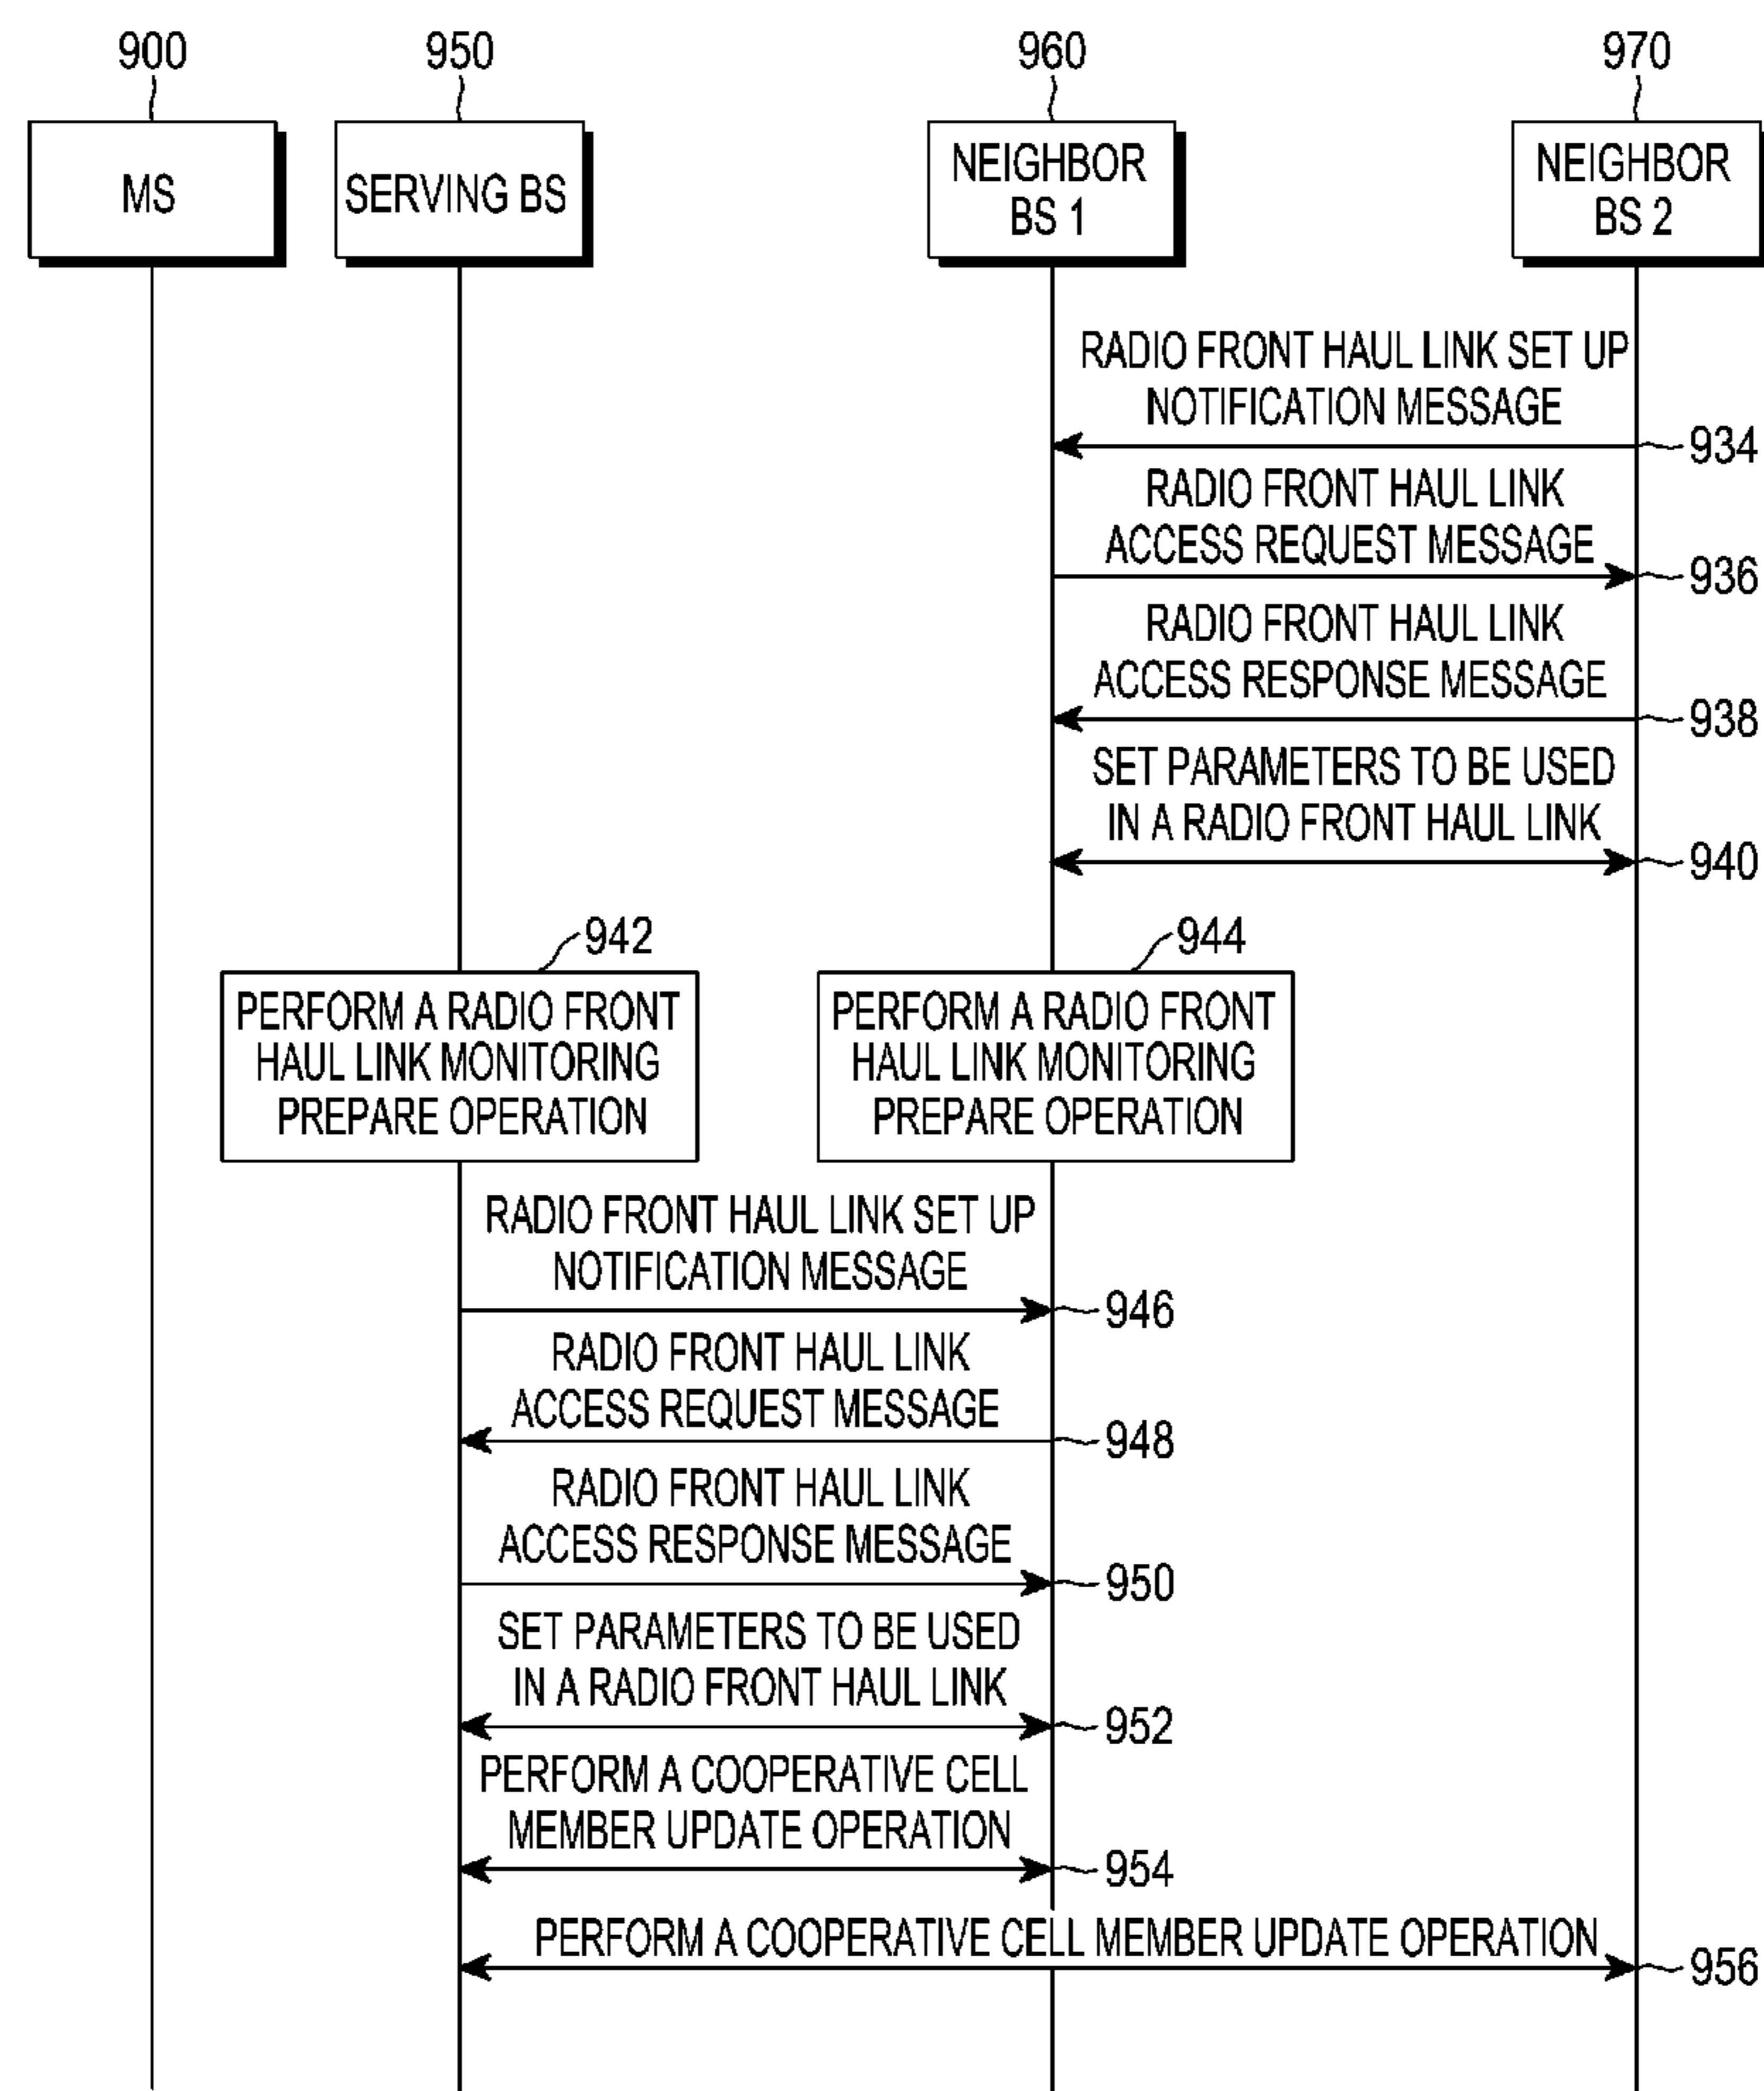 900
950
960
970
MS
SERVING BS
NEIGHBOR
BS 1
NEIGHBOR
BS 2
RADIO FRONT HAUL LINK SET UP
NOTIFICATION MESSAGE
934
RADIO FRONT HAUL LINK
ACCESS REQUEST MESSAGE
936
RADIO FRONT HAUL LINK
ACCESS RESPONSE MESSAGE
938
SET PARAMETERS TO BE USED
IN A RADIO FRONT HAUL LINK
940
942
PERFORM A RADIO FRONT
HAUL LINK MONITORING
PREPARE OPERATION
944
PERFORM A RADIO FRONT
HAUL LINK MONITORING
PREPARE OPERATION
RADIO FRONT HAUL LINK SET UP
NOTIFICATION MESSAGE
946
RADIO FRONT HAUL LINK
ACCESS REQUEST MESSAGE
948
RADIO FRONT HAUL LINK
ACCESS RESPONSE MESSAGE
950
SET PARAMETERS TO BE USED
IN A RADIO FRONT HAUL LINK
952
PERFORM A COOPERATIVE CELL
MEMBER UPDATE OPERATION
954
PERFORM A COOPERATIVE CELL MEMBER UPDATE OPERATION
956